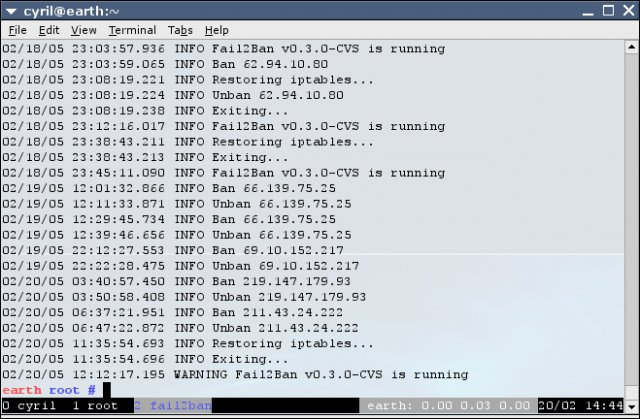 cyril@earth:~
File Edit View Terminal Tabs Help
02/18/05 23:03:57.936 INFO Fail2Ban v0.3.0-CVS is running
02/18/05 23:03:59.065 INFO Ban 62.94.10.80
02/18/05 23:08:19.221 INFO Restoring iptables...
02/18/05 23:08:19.224 INFO Unban 62.94.10.80
02/18/05 23:08:19.238 INFO Exiting...
02/18/05 23:12:16.017 INFO Fail2Ban v0.3.0-CVS is running
02/18/05 23:38:43.211 INFO Restoring iptables...
02/18/05 23:38:43.213 INFO Exiting...
02/18/05 23:45:11.090 INFO Fail2Ban v0.3.0-CVS is running
02/19/05 12:01:32.866 INFO Ban 66.139.75.25
02/19/05 12:11:33.871 INFO Unban 66.139.75.25
02/19/05 12:29:45.734 INFO Ban 66.139.75.25
02/19/05 12:39:46.656 INFO Unban 66.139.75.25
02/19/05 22:12:27.553 INFO Ban 69.10.152.217
02/19/05 22:22:28.475 INFO Unban 69.10.152.217
02/20/05 03:40:57.450 INFO Ban 219.147.179.93
02/20/05 03:50:58.408 INFO Unban 219.147.179.93
02/20/05 06:37:21.951 INFO Ban 211.43.24.222
02/20/05 06:47:22.872 INFO Unban 211.43.24.222
02/20/05 11:35:54.693 INFO Restoring iptables...
02/20/05 11:35:54.696 INFO Exiting...
02/20/05 12:12:17.195 WARNING Fail2Ban v0.3.0-CVS is running
earth root #
0 cyril 1 root 2 fail2ban earth: 0.00 0.03 0.00 20/02 14:44